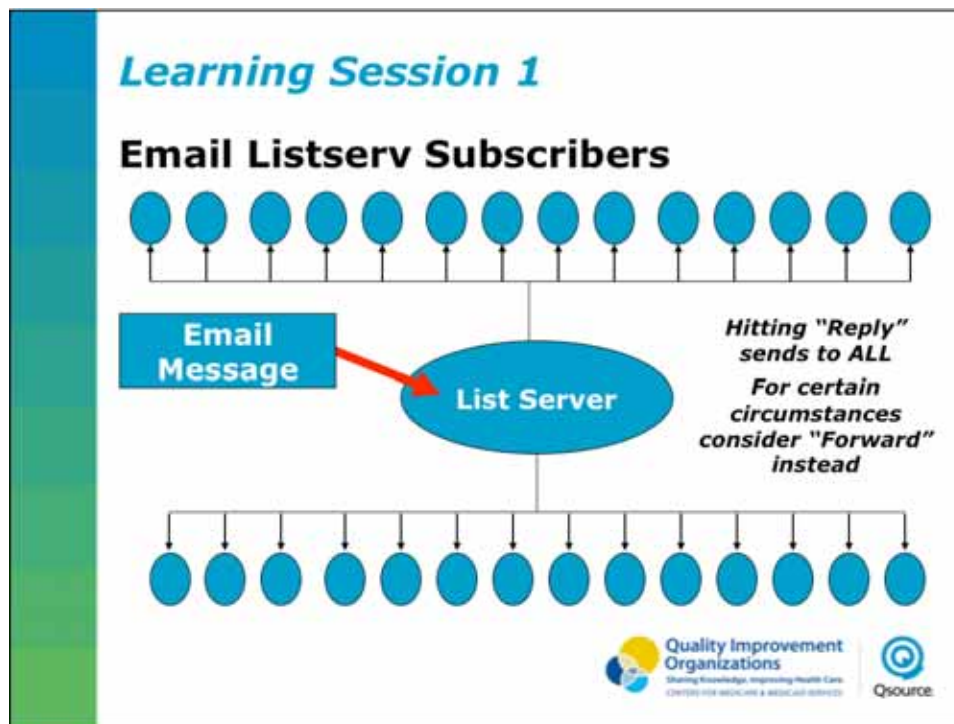 Learning Session 1
Email Listserv Subscribers
Email
Message
List Server
Hitting “Reply”
sends to ALL
For certain
circumstances
consider “Forward”
instead
Quality Improvement
Organizations
Sharing Knowledge. Improving Health Care.
CENTERS FOR MEDICARE & MEDICAID SERVICES
Qsource